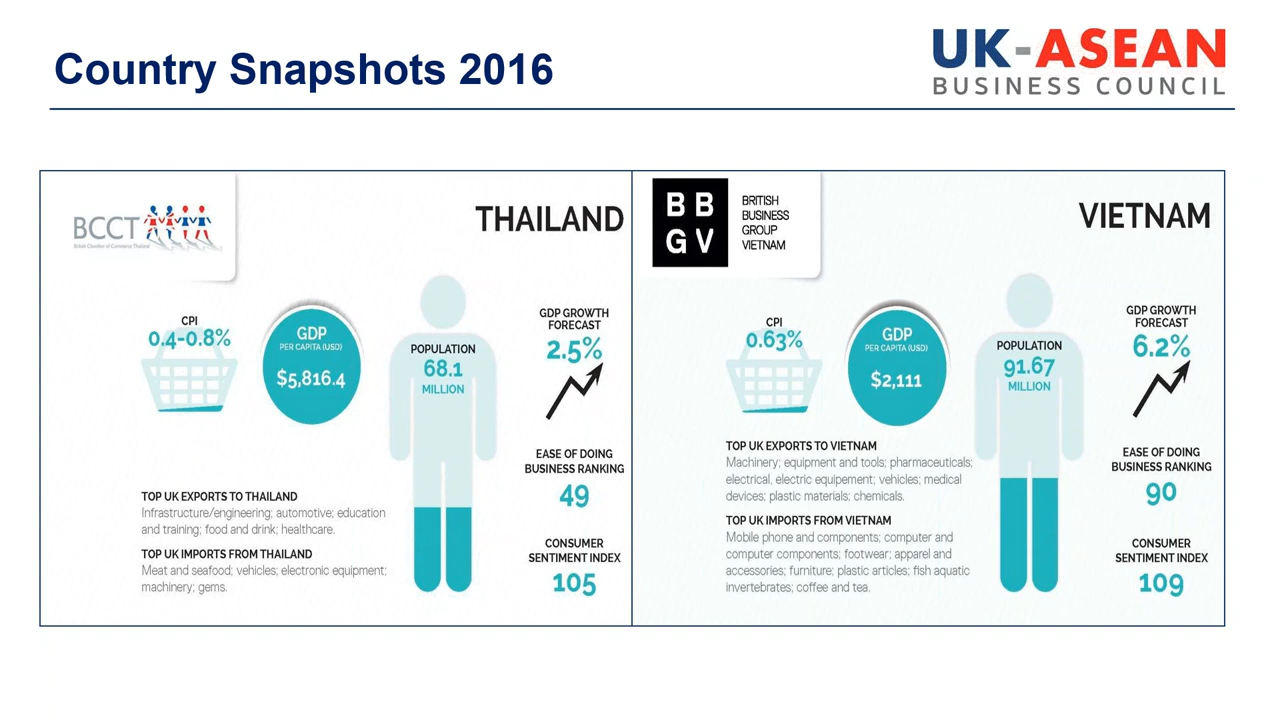 Country Snapshots 2016
UK-ASEAN
BUSINESS COUNCIL
BCCT
British Chamber of Commerce Thailand
THAILAND
CPI
0.4-0.8%
GDP
PER CAPITA (USD)
$5,816.4
POPULATION
68.1
MILLION
GDP GROWTH
FORECAST
2.5%
EASE OF DOING
BUSINESS RANKING
49
CONSUMER
SENTIMENT INDEX
105
TOP UK EXPORTS TO THAILAND
Infrastructure/engineering; automotive; education
and training; food and drink; healthcare.
TOP UK IMPORTS FROM THAILAND
Meat and seafood; vehicles; electronic equipment;
machinery; gems.
BB
GV
BRITISH
BUSINESS
GROUP
VIETNAM
VIETNAM
CPI
0.63%
GDP
PER CAPITA (USD)
$2,111
POPULATION
91.67
MILLION
GDP GROWTH
FORECAST
6.2%
EASE OF DOING
BUSINESS RANKING
90
CONSUMER
SENTIMENT INDEX
109
TOP UK EXPORTS TO VIETNAM
Machinery; equipment and tools; pharmaceuticals;
electrical, electric equipement; vehicles; medical
devices; plastic materials; chemicals.
TOP UK IMPORTS FROM VIETNAM
Mobile phone and components; computer and
computer components; footwear; apparel and
accessories; furniture; plastic articles; fish aquatic
invertebrates; coffee and tea.